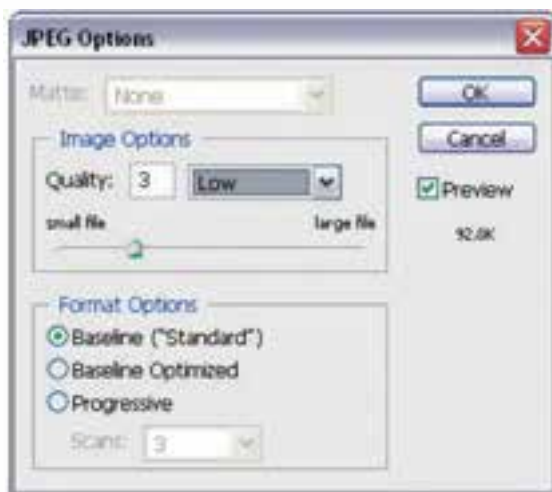 JPEG Options
Matte: None
OK
Image Options
Cancel
Quality: 3 Low
Preview
small file large file
92.8K
Format Options
Baseline ("Standard")
Baseline Optimized
Progressive
Scans: 3